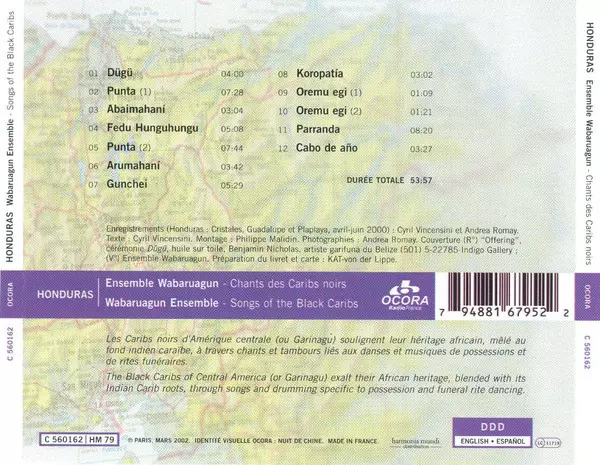 HONDURAS Wabaruagun Ensemble - Songs of the Black Caribs
OCORA
C 560162
01 Dügü 04:00
02 Punta (1) 07:28
03 Abaimahaní 03:04
04 Fedu Hunguhungu 05:08
05 Punta (2) 07:44
06 Arumahaní 03:42
07 Gunchei 05:29
08 Koropatía 03:02
09 Oremu egi (1) 01:09
10 Oremu egi (2) 01:21
11 Parranda 08:20
12 Cabo de año 03:27
DURÉE TOTALE 53:57
Enregistrements (Honduras : Cristales, Guadalupe et Plaplaya, avril-juin 2000) : Cyril Vincensini et Andrea Romay.
Texte : Cyril Vincensini. Montage : Philippe Malidin. Photographies : Andrea Romay. Couverture (R°) “Offering”,
cérémonie Dügü, huile sur toile, Benjamin Nicholas, artiste garifuna du Belize (501) 5-22785 Indigo Gallery ;
(V°) Ensemble Wabaruagun. Préparation du livret et carte : KAT-von der Lippe.
HONDURAS
Ensemble Wabaruagun - Chants des Caribs noirs
Wabaruagun Ensemble - Songs of the Black Caribs
OCORA
Radio France
7 94881 67952 2
Les Caribs noirs d'Amérique centrale (ou Garinagu) soulignent leur héritage africain, mêlé au
fond indien caraïbe, à travers chants et tambours liés aux danses et musiques de possessions et
de rites funéraires.
The Black Caribs of Central America (or Garinagu) exalt their African heritage, blended with its
Indian Carib roots, through songs and drumming specific to possession and funeral rite dancing.
C 560162 HM 79
℗ PARIS, MARS 2002. IDENTITÉ VISUELLE OCORA : NUIT DE CHINE. MADE IN FRANCE.
harmonia mundi
distribution
DDD
ENGLISH • ESPAÑOL
LC 11719
HONDURAS Ensemble Wabaruagun - Chants des Caribs noirs
OCORA
C 560162